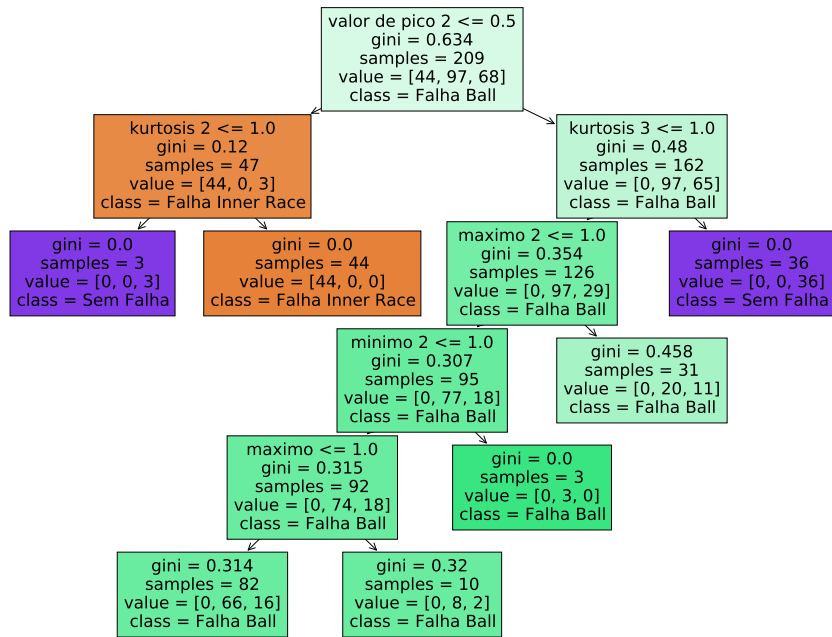 valor de pico 2 <= 0.5
gini = 0.634
samples = 209
value = [44, 97, 68]
class = Falha Ball
kurtosis 2 <= 1.0
gini = 0.12
samples = 47
value = [44, 0, 3]
class = Falha Inner Race
kurtosis 3 <= 1.0
gini = 0.48
samples = 162
value = [0, 97, 65]
class = Falha Ball
gini = 0.0
samples = 3
value = [0, 0, 3]
class = Sem Falha
gini = 0.0
samples = 44
value = [44, 0, 0]
class = Falha Inner Race
maximo 2 <= 1.0
gini = 0.354
samples = 126
value = [0, 97, 29]
class = Falha Ball
gini = 0.0
samples = 36
value = [0, 0, 36]
class = Sem Falha
minimo 2 <= 1.0
gini = 0.307
samples = 95
value = [0, 77, 18]
class = Falha Ball
gini = 0.458
samples = 31
value = [0, 20, 11]
class = Falha Ball
maximo <= 1.0
gini = 0.315
samples = 92
value = [0, 74, 18]
class = Falha Ball
gini = 0.0
samples = 3
value = [0, 3, 0]
class = Falha Ball
gini = 0.314
samples = 82
value = [0, 66, 16]
class = Falha Ball
gini = 0.32
samples = 10
value = [0, 8, 2]
class = Falha Ball